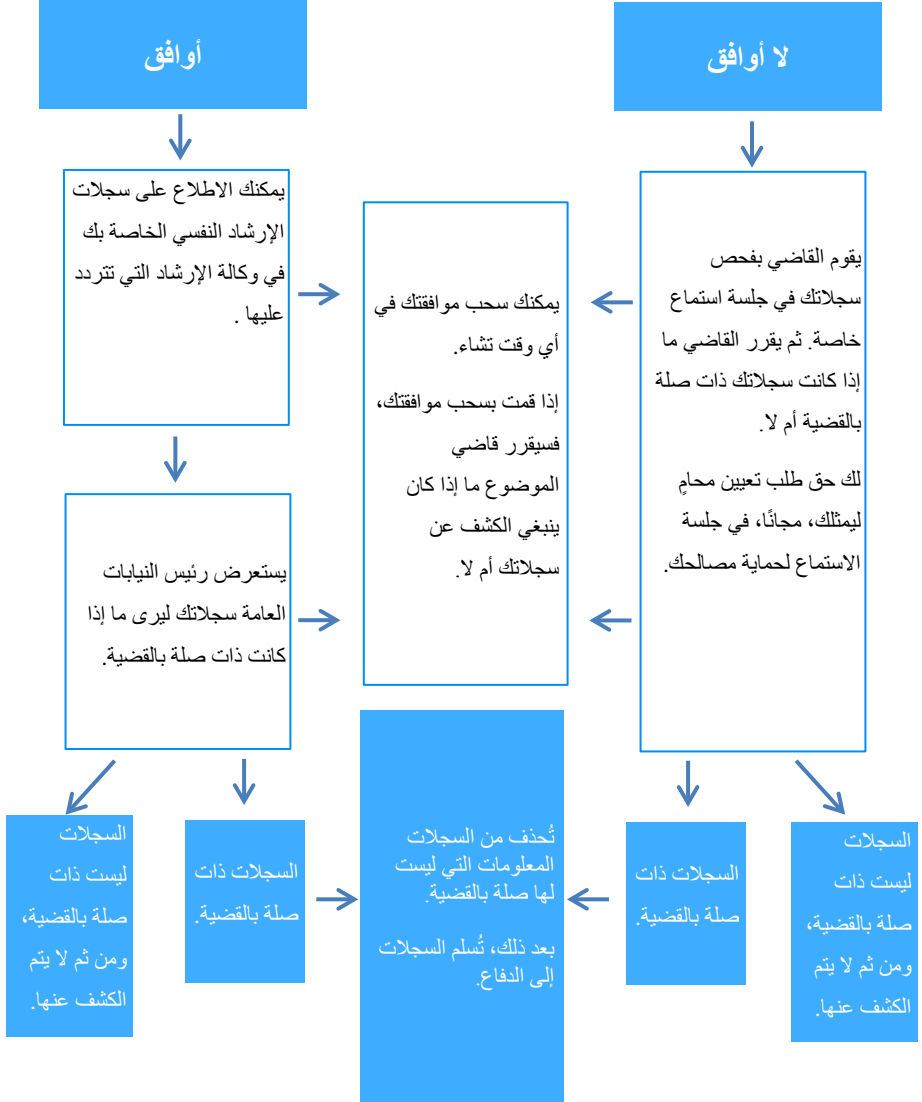 لا أوافق
أوافق
يقوم القاضي بفحص
سجلاتك في جلسة استماع
خاصة. ثم يقرر القاضي ما
إذا كانت سجلاتك ذات صلة
بالقضية أم لا.
لك حق طلب تعيين محامٍ
ليمثلك، مجانًا، في جلسة
الاستماع لحماية مصالحك.
يمكنك سحب موافقتك في
أي وقت تشاء.
إذا قمت بسحب موافقتك،
فسيقرر قاضي
الموضوع ما إذا كان
ينبغي الكشف عن
سجلاتك أم لا.
يمكنك الاطلاع على سجلات
الإرشاد النفسي الخاصة بك
في وكالة الإرشاد التي تتردد
عليها .
يستعرض رئيس النيابات
العامة سجلاتك ليرى ما إذا
كانت ذات صلة بالقضية.
السجلات
ليست ذات
صلة بالقضية،
ومن ثم لا يتم
الكشف عنها.
السجلات ذات
صلة بالقضية.
تُحذف من السجلات
المعلومات التي ليست
لها صلة بالقضية.
بعد ذلك، تُسلم السجلات
إلى الدفاع.
السجلات ذات
صلة بالقضية.
السجلات
ليست ذات
صلة بالقضية،
ومن ثم لا يتم
الكشف عنها.